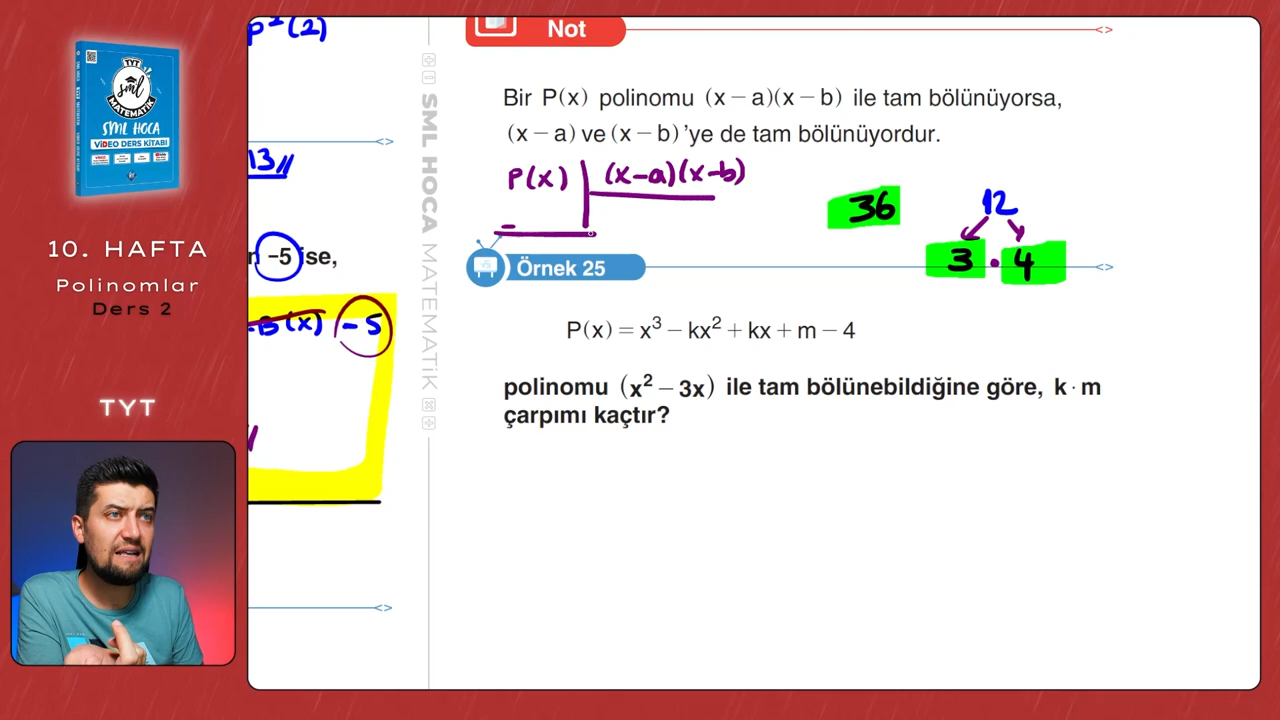 TYT
sml
MATEMATİK
SML HOCA
VİDEO DERS KİTABI
10. HAFTA
Polinomlar
Ders 2
TYT
p²(2)
13//
-5 ise,
-B(x) -5
SML HOCA MATEMATİK
Not
Bir P(x) polinomu (x – a)(x – b) ile tam bölünüyorsa,
(x – a) ve (x – b) 'ye de tam bölünüyordur.
P(x) (x-a)(x-b)
36
12
3 . 4
Örnek 25
P(x) = x³ – kx² + kx + m – 4
polinomu (x² – 3x) ile tam bölünebildiğine göre, k · m
çarpımı kaçtır?